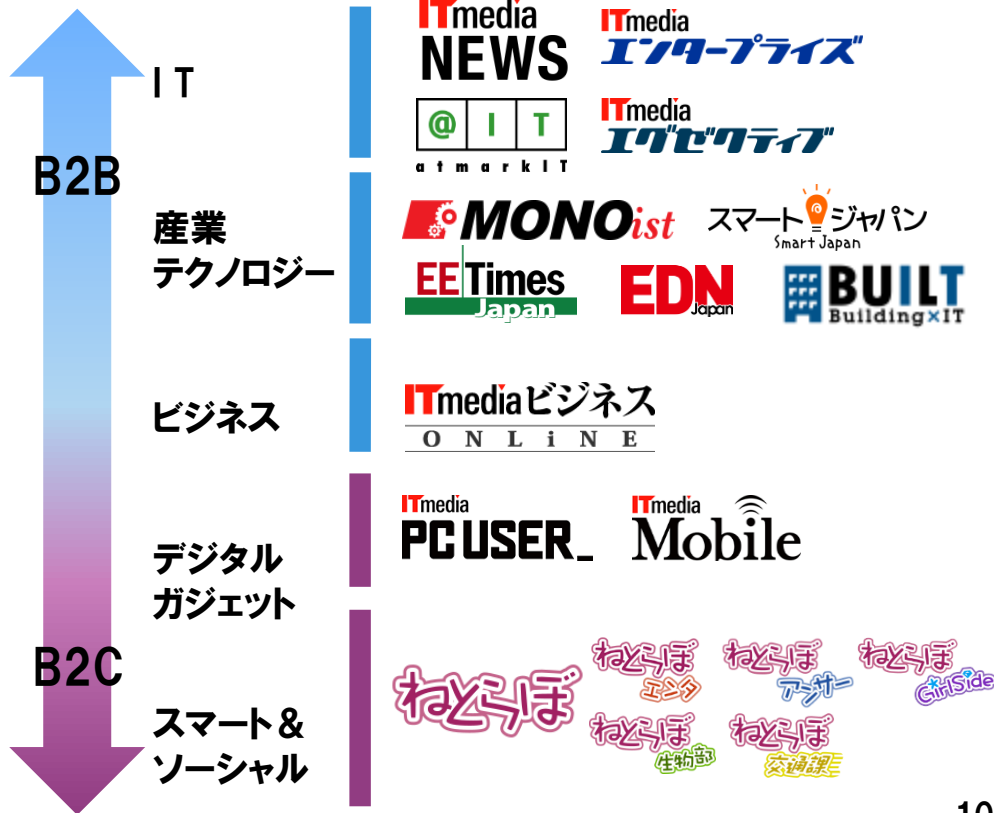 ITmedia
NEWS
ITmedia
エンタープライズ
IT
@IT
atmarkIT
ITmedia
エグゼクティブ
B2B
産業
テクノロジー
MONOist
スマートジャパン
Smart Japan
EE Times
Japan
EDN
Japan
BUILT
Building×IT
ビジネス
ITmediaビジネス
ONLiNE
デジタル
ガジェット
ITmedia
PC USER_
ITmedia
Mobile
B2C
スマート&
ソーシャル
ねとらぼ
ねとらぼ
エンタ
ねとらぼ
アンサー
ねとらぼ
GirlSide
ねとらぼ
生物部
ねとらぼ
交通課
10